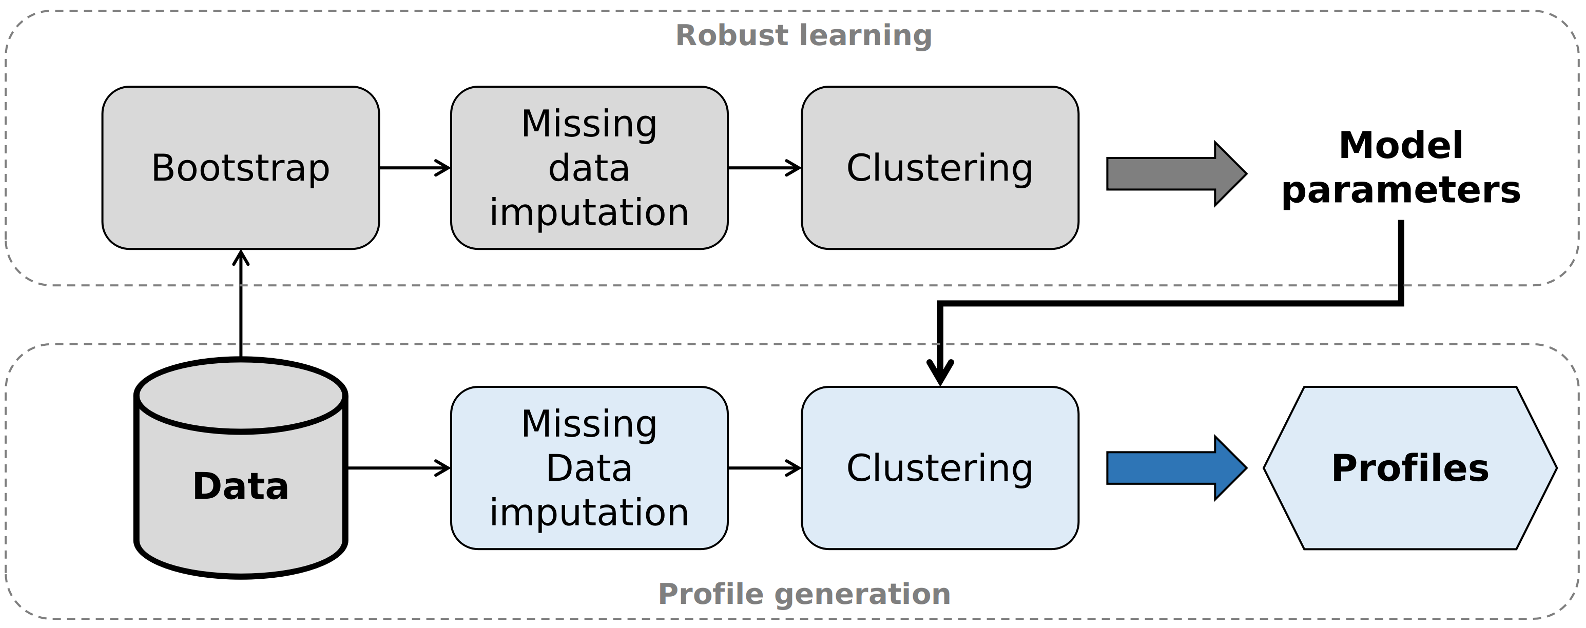 Robust learning
Bootstrap
Missing
data
imputation
Clustering
Model
parameters
Data
Missing
Data
imputation
Clustering
Profiles
Profile generation